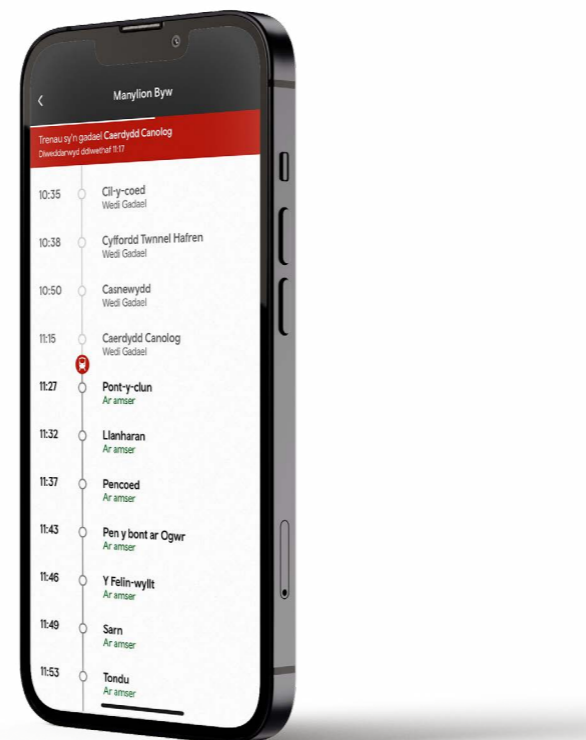 Manylion Byw
Trenau sy'n gadael Caerdydd Canolog
Diweddarwyd ddiwethaf 11:17
10:35 Cil-y-coed
Wedi Gadael
10:38 Cyffordd Twnnel Hafren
Wedi Gadael
10:50 Casnewydd
Wedi Gadael
11:15 Caerdydd Canolog
Wedi Gadael
11:27 Pont-y-clun
Ar amser
11:32 Llanharan
Ar amser
11:37 Pencoed
Ar amser
11:43 Pen y bont ar Ogwr
Ar amser
11:46 Y Felin-wyllt
Ar amser
11:49 Sarn
Ar amser
11:53 Tondu
Ar amser